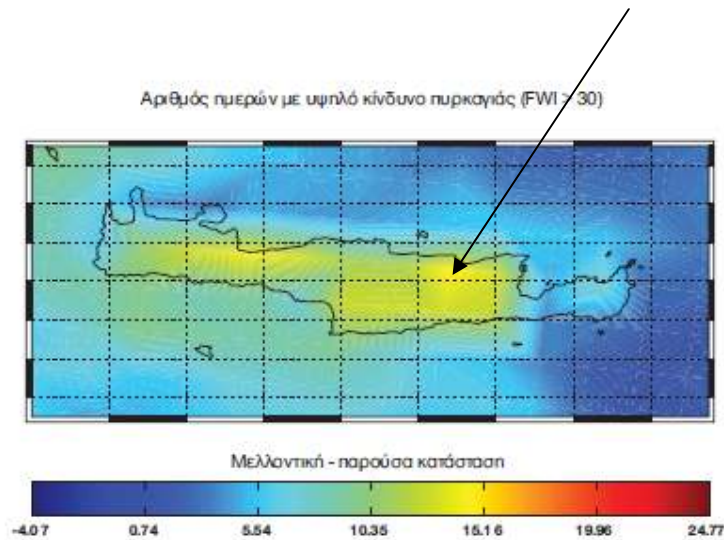 Αριθμός ημερών με υψηλό κίνδυνο πυρκαγιάς (FWI > 30)
Μελλοντική - παρούσα κατάσταση
-4.07 0.74 5.54 10.35 15.16 19.96 24.77